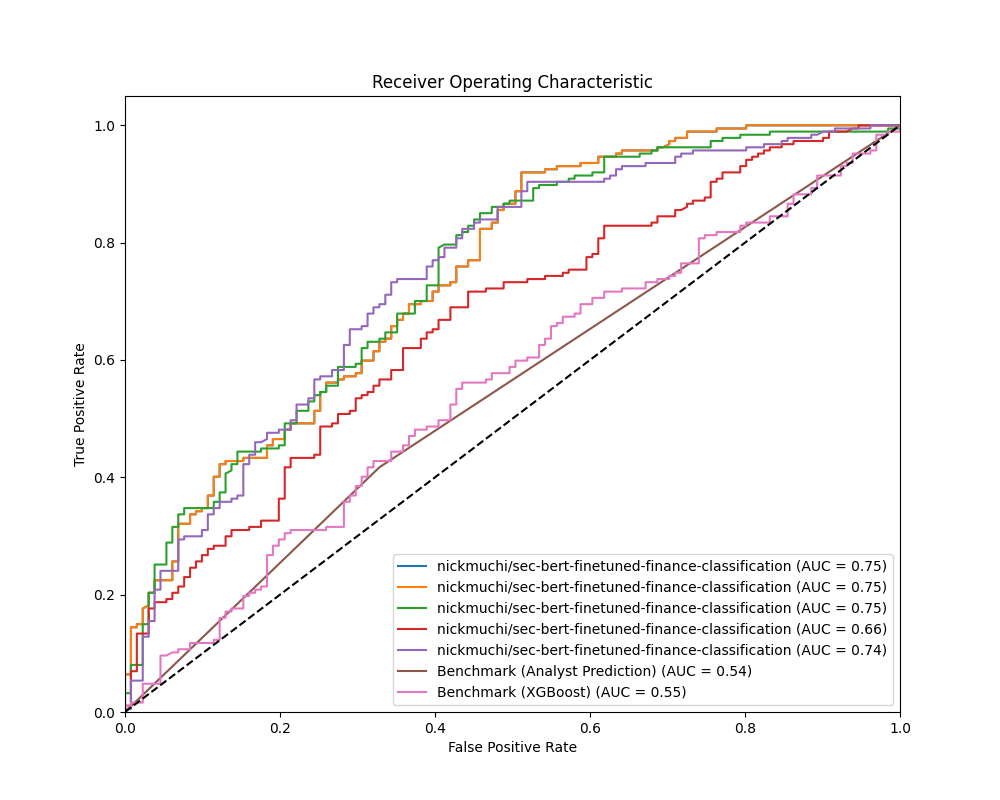 Receiver Operating Characteristic
True Positive Rate
1.0
0.8
0.6
0.4
0.2
0.0
nickmuchi/sec-bert-finetuned-finance-classification (AUC = 0.75)
nickmuchi/sec-bert-finetuned-finance-classification (AUC = 0.75)
nickmuchi/sec-bert-finetuned-finance-classification (AUC = 0.75)
nickmuchi/sec-bert-finetuned-finance-classification (AUC = 0.66)
nickmuchi/sec-bert-finetuned-finance-classification (AUC = 0.74)
Benchmark (Analyst Prediction) (AUC = 0.54)
Benchmark (XGBoost) (AUC = 0.55)
0.0 0.2 0.4 0.6 0.8 1.0
False Positive Rate